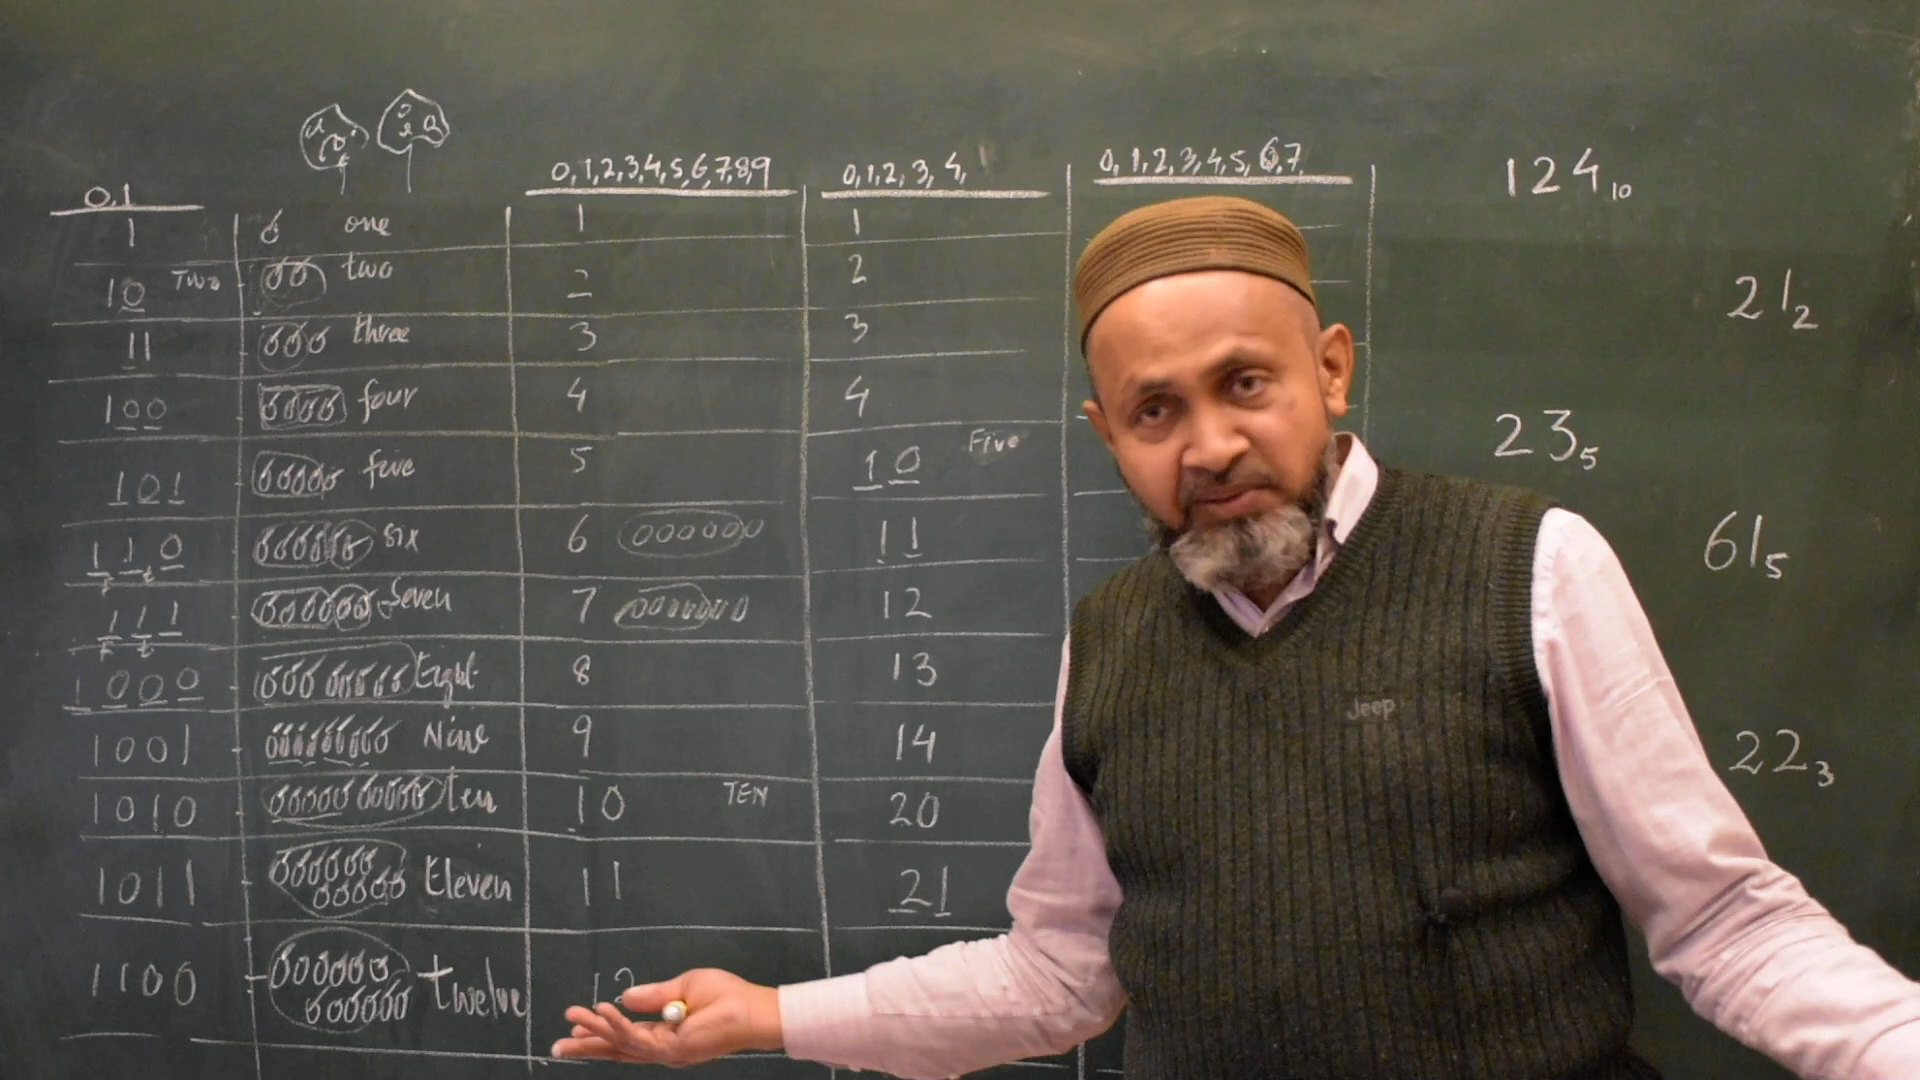 0,1
0,1,2,3,4,5,6,7,8,9
0,1,2,3,4,
0,1,2,3,4,5,6,7,
124₁₀
1 one 1 1
10 TWO two 2 2
21₂
11 three 3 3
100 four 4 4
23₅
101 five 5 10 Five
110 six 6 11
61₅
111 Seven 7 12
1000 Eight 8 13
Jeep
1001 Nine 9 14
22₃
1010 ten 10 TEN 20
1011 Eleven 11 21
1100 twelve 12